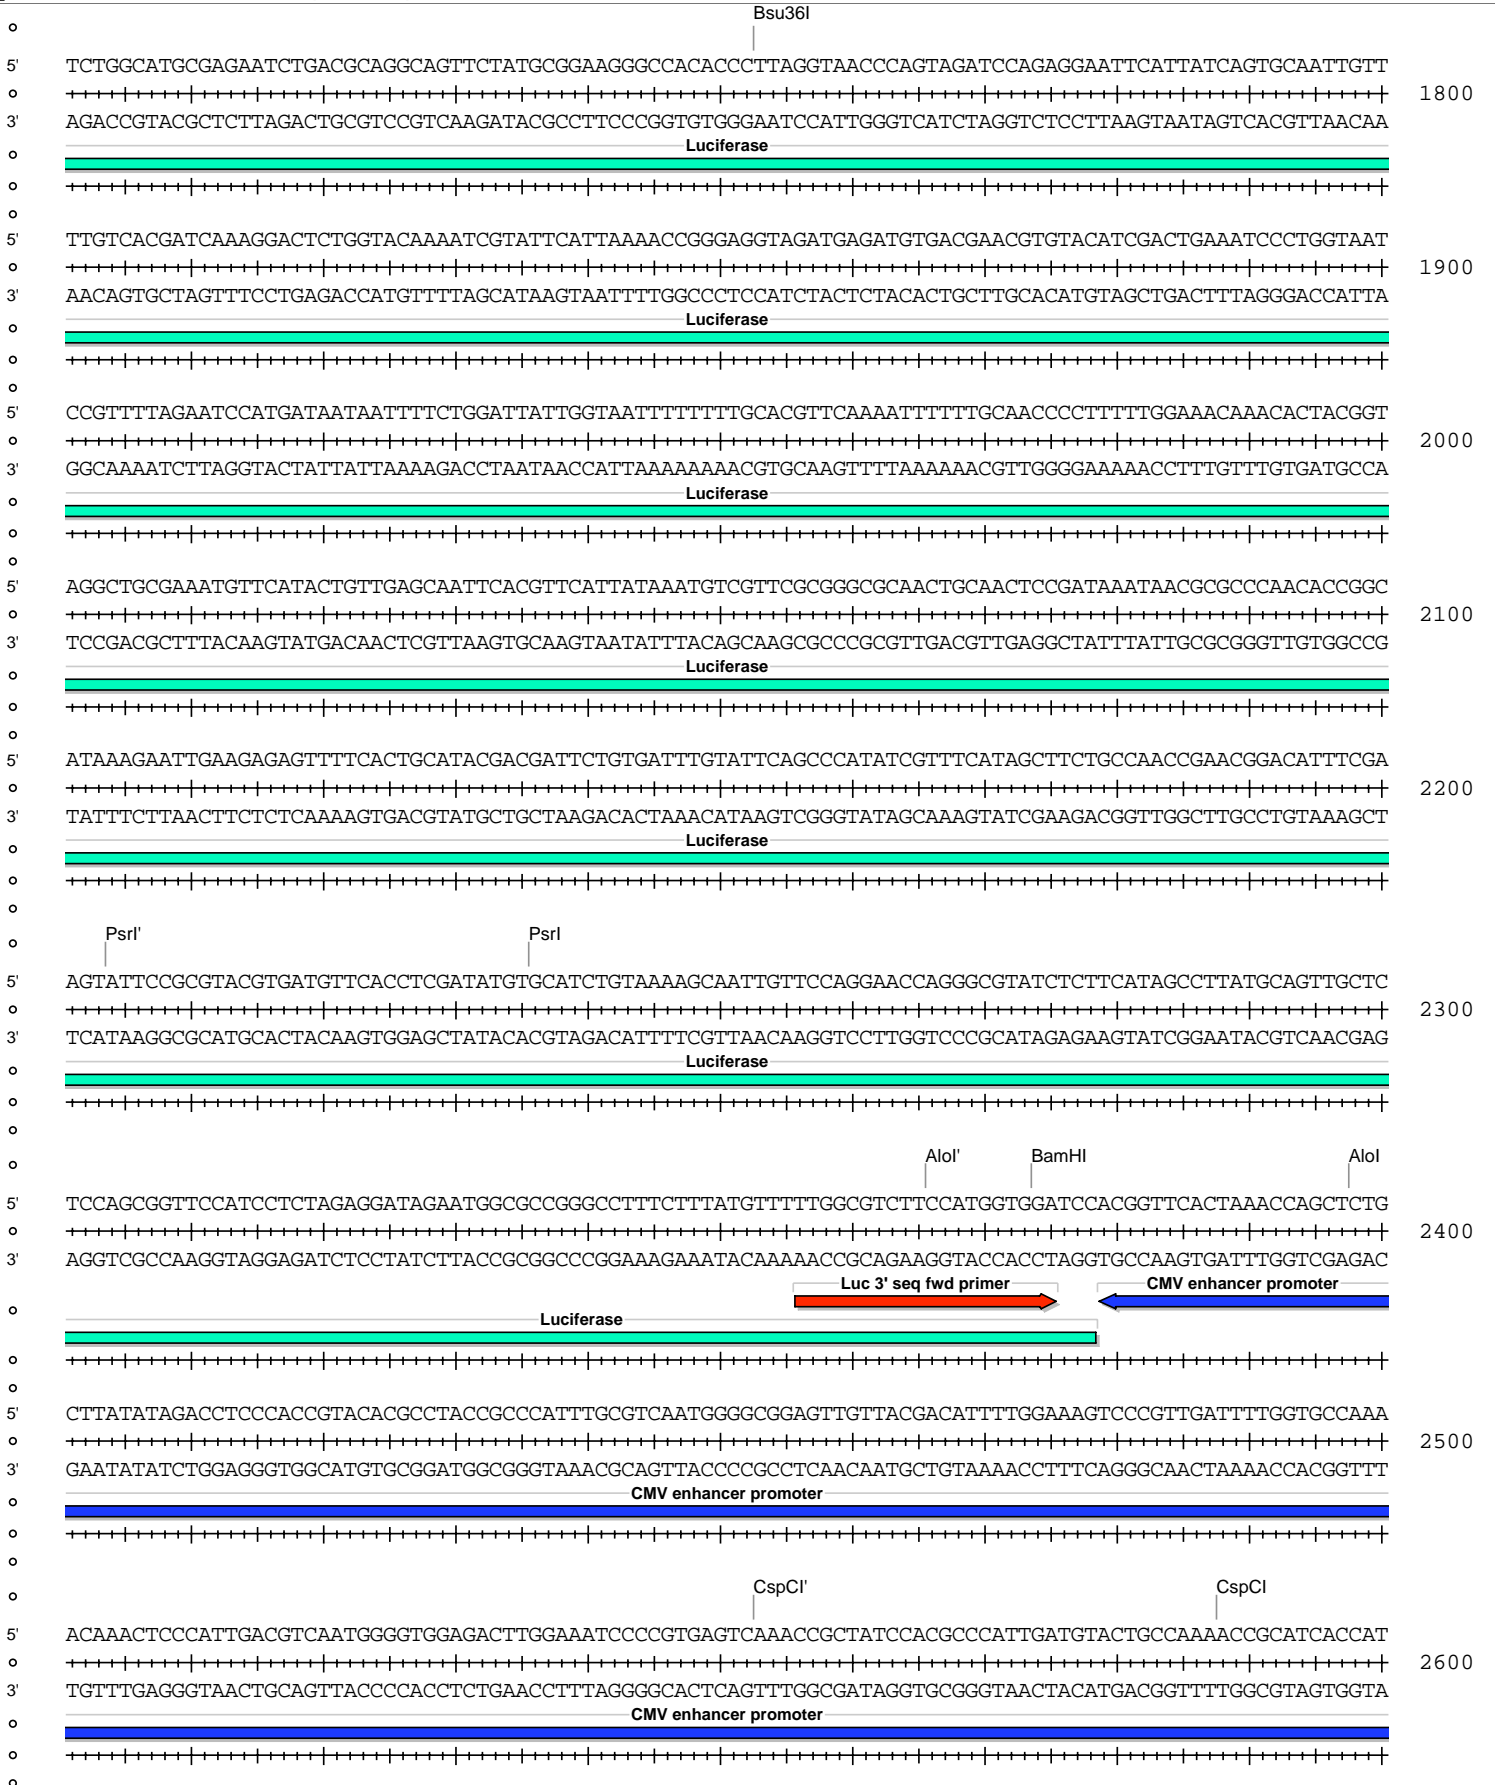 Bsu36I
5' TCTGGCATGCGAGAATCTGACGCAGGCAGTTCTATGCGGAAGGGCCACACCCTTAGGTAACCCAGTAGATCCAGAGGAATTCATTATCAGTGCAATTGTT
1800
3' AGACCGTACGCTCTTAGACTGCGTCCGTCAAGATACGCCTTCCCGGTGTGGGAATCCATTGGGTCATCTAGGTCTCCTTAAGTAATAGTCACGTTAACAA
Luciferase
5' TTGTCACGATCAAAGGACTCTGGTACAAAATCGTATTCATTAAAACCGGGAGGTAGATGAGATGTGACGAACGTGTACATCGACTGAAATCCCTGGTAAT
1900
3' AACAGTGCTAGTTTCCTGAGACCATGTTTTAGCATAAGTAATTTTGGCCCTCCATCTACTCTACACTGCTTGCACATGTAGCTGACTTTAGGGACCATTA
Luciferase
5' CCGTTTTAGAATCCATGATAATAATTTTCTGGATTATTGGTAATTTTTTTTGCACGTTCAAAATTTTTTGCAACCCCTTTTTGGAAACAAACACTACGGT
2000
3' GGCAAAATCTTAGGTACTATTATTAAAAGACCTAATAACCATTAAAAAAAACGTGCAAGTTTTAAAAAACGTTGGGGAAAAACCTTTGTTTGTGATGCCA
Luciferase
5' AGGCTGCGAAATGTTCATACTGTTGAGCAATTCACGTTCATTATAAATGTCGTTCGCGGGCGCAACTGCAACTCCGATAAATAACGCGCCCAACACCGGC
2100
3' TCCGACGCTTTACAAGTATGACAACTCGTTAAGTGCAAGTAATATTTACAGCAAGCGCCCGCGTTGACGTTGAGGCTATTTATTGCGCGGGTTGTGGCCG
Luciferase
5' ATAAAGAATTGAAGAGAGTTTTCACTGCATACGACGATTCTGTGATTTGTATTCAGCCCATATCGTTTCATAGCTTCTGCCAACCGAACGGACATTTCGA
2200
3' TATTTCTTAACTTCTCTCAAAAGTGACGTATGCTGCTAAGACACTAAACATAAGTCGGGTATAGCAAAGTATCGAAGACGGTTGGCTTGCCTGTAAAGCT
Luciferase
PsrI' PsrI
5' AGTATTCCGCGTACGTGATGTTCACCTCGATATGTGCATCTGTAAAAGCAATTGTTCCAGGAACCAGGGCGTATCTCTTCATAGCCTTATGCAGTTGCTC
2300
3' TCATAAGGCGCATGCACTACAAGTGGAGCTATACACGTAGACATTTTCGTTAACAAGGTCCTTGGTCCCGCATAGAGAAGTATCGGAATACGTCAACGAG
Luciferase
AloI' BamHI AloI
5' TCCAGCGGTTCCATCCTCTAGAGGATAGAATGGCGCCGGGCCTTTCTTTATGTTTTTGGCGTCTTCCATGGTGGATCCACGGTTCACTAAACCAGCTCTG
2400
3' AGGTCGCCAAGGTAGGAGATCTCCTATCTTACCGCGGCCCGGAAAGAAATACAAAAACCGCAGAAGGTACCACCTAGGTGCCAAGTGATTTGGTCGAGAC
Luc 3' seq fwd primer CMV enhancer promoter
Luciferase
5' CTTATATAGACCTCCCACCGTACACGCCTACCGCCCATTTGCGTCAATGGGGCGGAGTTGTTACGACATTTTGGAAAGTCCCGTTGATTTTGGTGCCAAA
2500
3' GAATATATCTGGAGGGTGGCATGTGCGGATGGCGGGTAAACGCAGTTACCCCGCCTCAACAATGCTGTAAAACCTTTCAGGGCAACTAAAACCACGGTTT
CMV enhancer promoter
CspCI' CspCI
5' ACAAACTCCCATTGACGTCAATGGGGTGGAGACTTGGAAATCCCCGTGAGTCAAACCGCTATCCACGCCCATTGATGTACTGCCAAAACCGCATCACCAT
2600
3' TGTTTGAGGGTAACTGCAGTTACCCCACCTCTGAACCTTTAGGGGCACTCAGTTTGGCGATAGGTGCGGGTAACTACATGACGGTTTTGGCGTAGTGGTA
CMV enhancer promoter